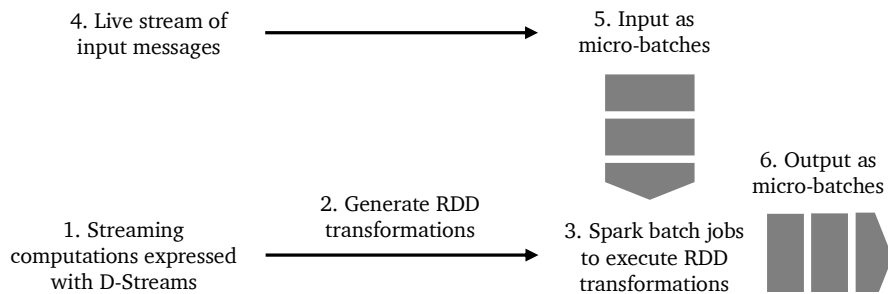 4. Live stream of
input messages
5. Input as
micro-batches
6. Output as
micro-batches
2. Generate RDD
transformations
1. Streaming
computations expressed
with D-Streams
3. Spark batch jobs
to execute RDD
transformations